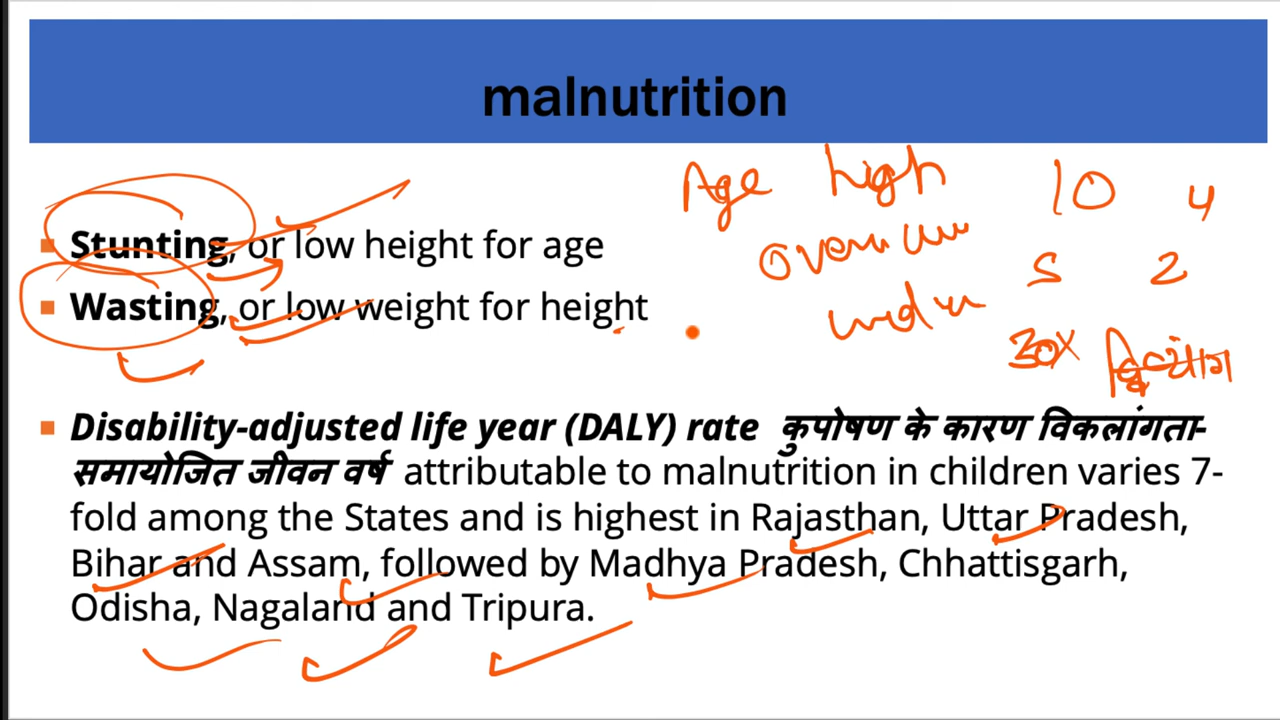 malnutrition
Age high 10 4
Stunting, or low height for age
5 2
Wasting, or low weight for height
under
30x दिव्यांग
Disability-adjusted life year (DALY) rate कुपोषण के कारण विकलांगता-
समायोजित जीवन वर्ष attributable to malnutrition in children varies 7-
fold among the States and is highest in Rajasthan, Uttar Pradesh,
Bihar and Assam, followed by Madhya Pradesh, Chhattisgarh,
Odisha, Nagaland and Tripura.